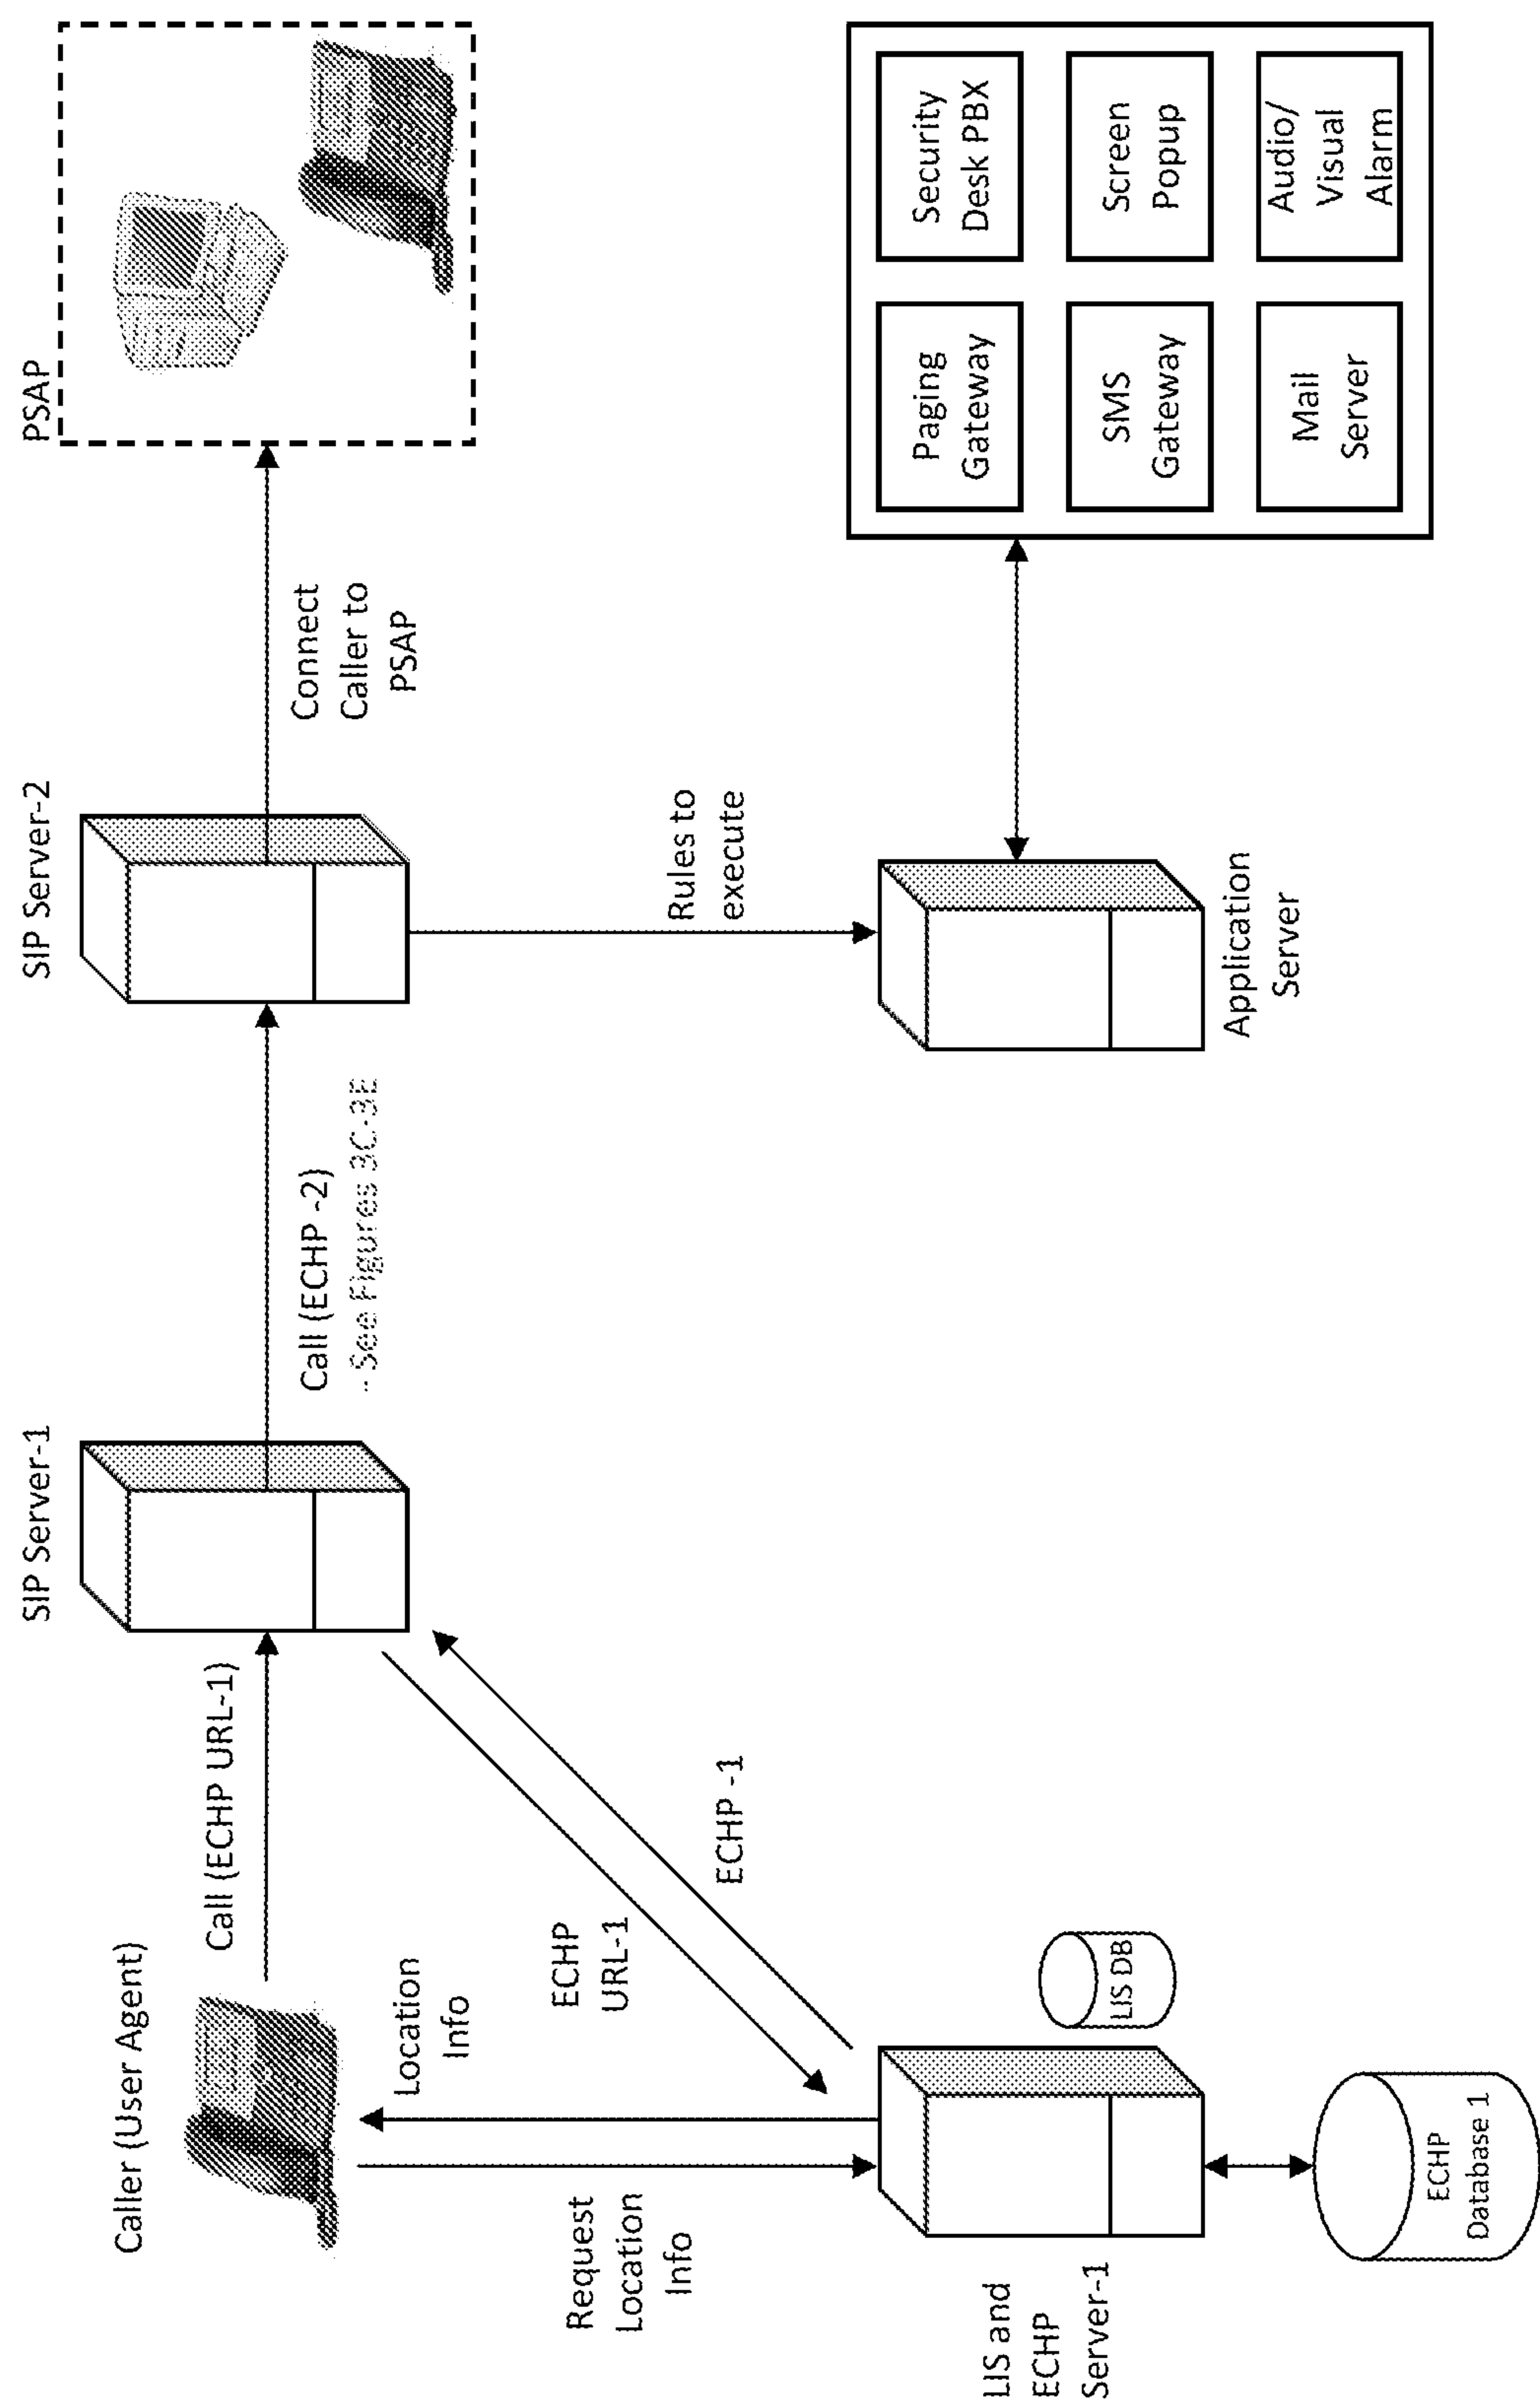 Caller (User Agent)
Call (ECHP URL-1)
SIP Server-1
Call (ECHP -2)
- See Figures 3C-3E
SIP Server-2
Connect
Caller to
PSAP
PSAP
Request
Location
Info
Location
Info
ECHP
URL-1
ECHP -1
LIS and
ECHP
Server-1
LIS DB
ECHP
Database 1
Rules to
execute
Application
Server
Paging
Gateway
Security
Desk PBX
SMS
Gateway
Screen
Popup
Mail
Server
Audio/
Visual
Alarm